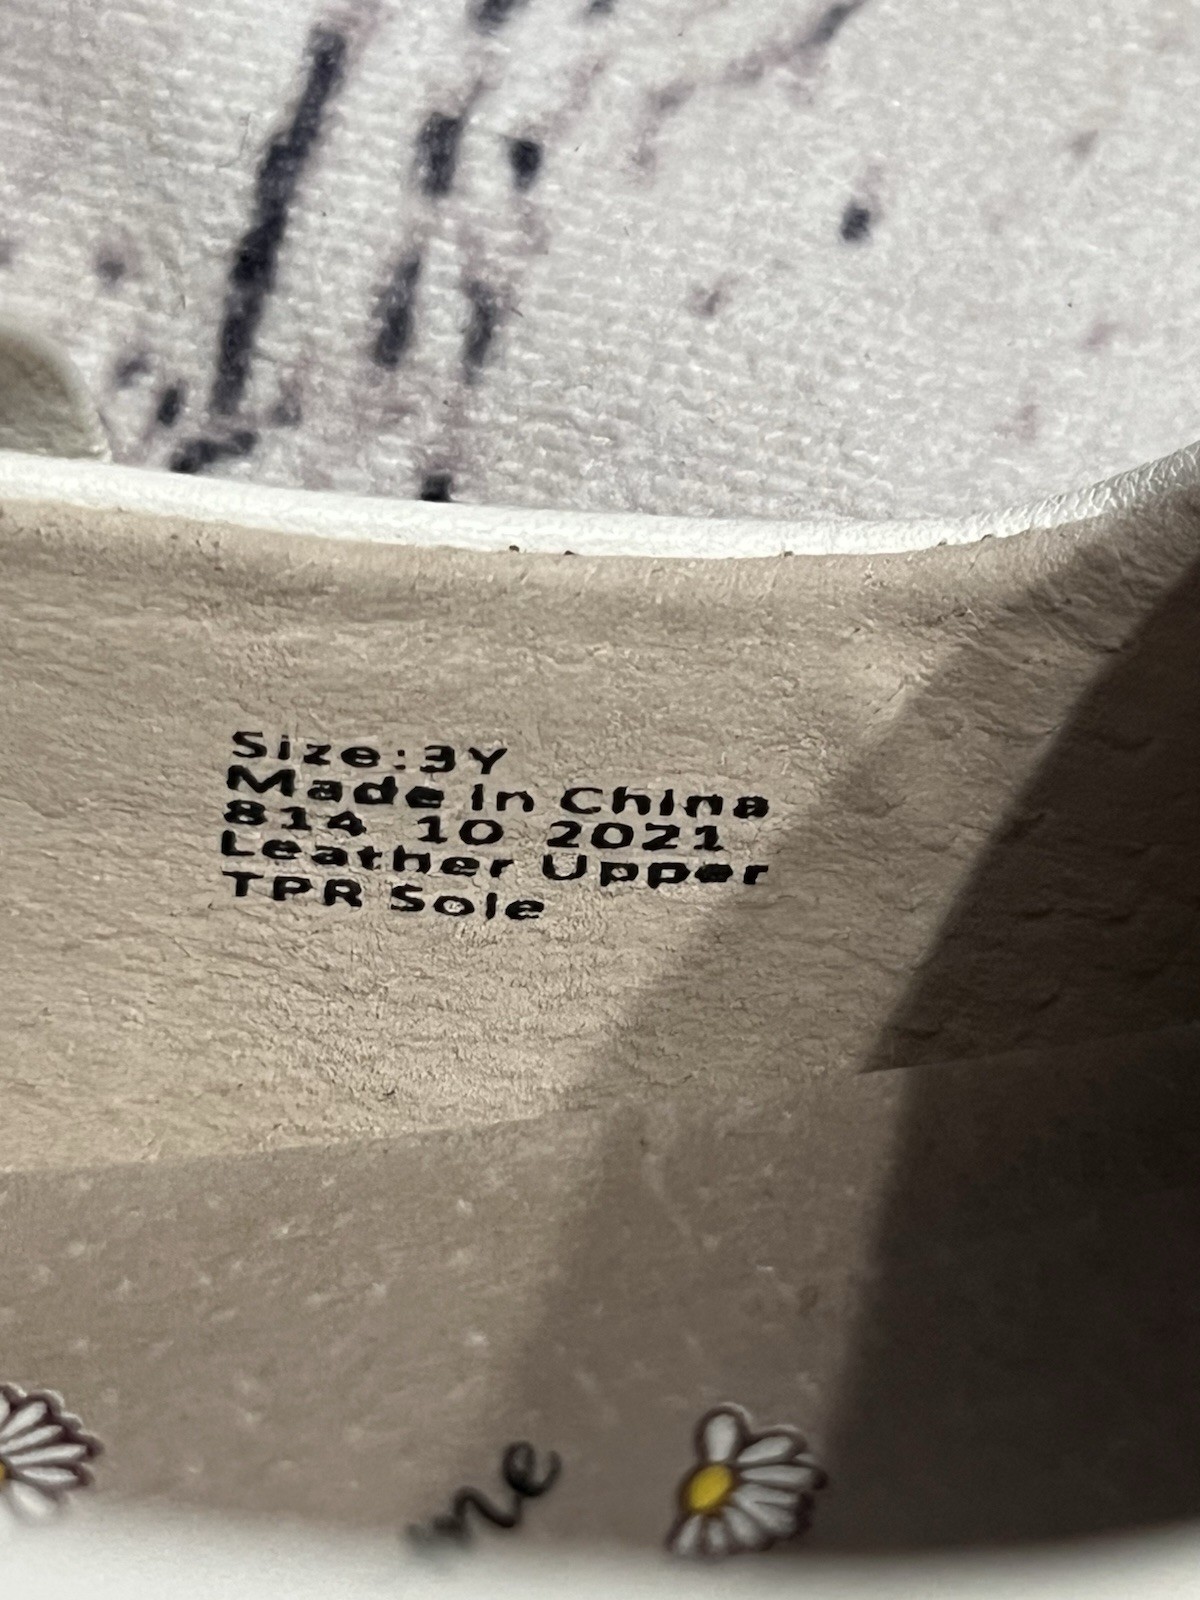 Size:3Y
Made in China
814 10 2021
Leather Upper
TPR Sole